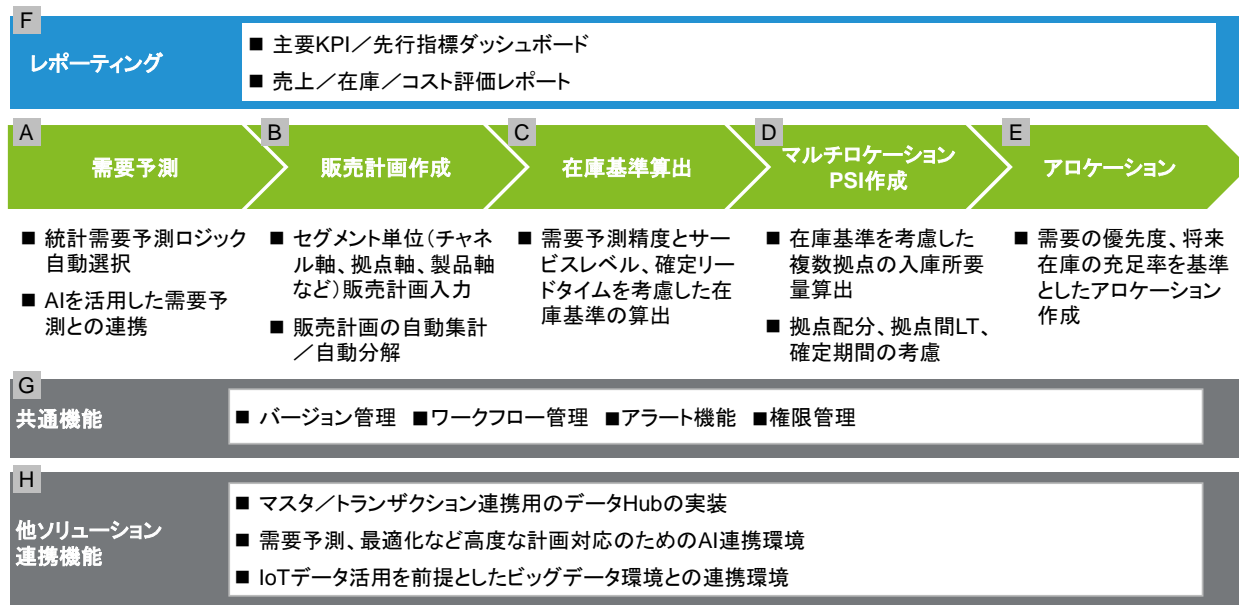 F
レポーティング
■ 主要KPI／先行指標ダッシュボード
■ 売上／在庫／コスト評価レポート
A
需要予測
B
販売計画作成
C
在庫基準算出
D
マルチロケーション
PSI作成
E
アロケーション
■ 統計需要予測ロジック
自動選択
■ AIを活用した需要予
測との連携
■ セグメント単位（チャネ
ル軸、拠点軸、製品軸
など）販売計画入力
■ 販売計画の自動集計
／自動分解
■ 需要予測精度とサー
ビスレベル、確定リー
ドタイムを考慮した在
庫基準の算出
■ 在庫基準を考慮した
複数拠点の入庫所要
量算出
■ 拠点配分、拠点間LT、
確定期間の考慮
■ 需要の優先度、将来
在庫の充足率を基準
としたアロケーション
作成
G
共通機能
■ バージョン管理 ■ワークフロー管理 ■アラート機能 ■権限管理
H
他ソリューション
連携機能
■ マスタ／トランザクション連携用のデータHubの実装
■ 需要予測、最適化など高度な計画対応のためのAI連携環境
■ IoTデータ活用を前提としたビッグデータ環境との連携環境